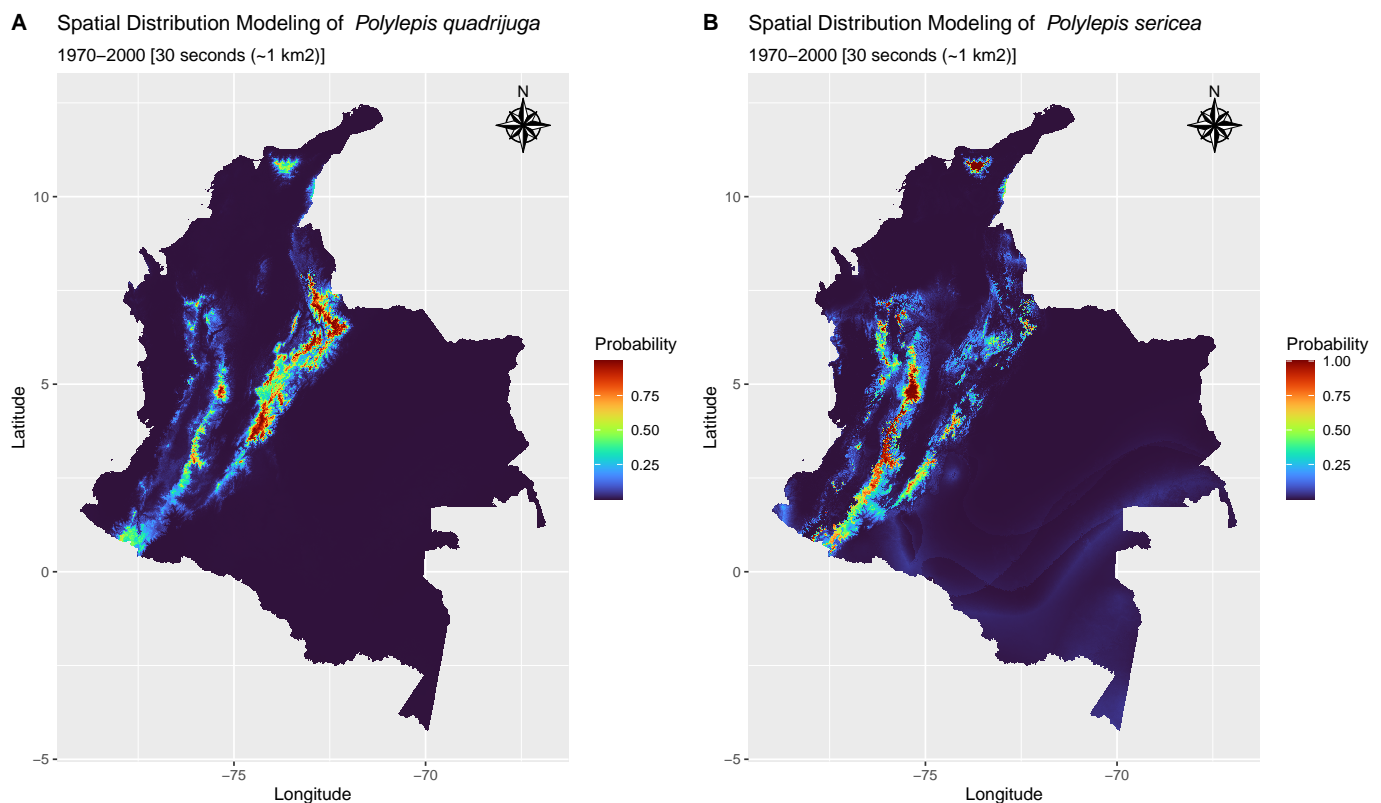 A Spatial Distribution Modeling of Polylepis quadrijuga
1970−2000 [30 seconds (~1 km2)]
N
10
5
0
−5
−75
−70
Latitude
Longitude
Probability
0.75
0.50
0.25
B Spatial Distribution Modeling of Polylepis sericea
1970−2000 [30 seconds (~1 km2)]
N
10
5
0
−5
−75
−70
Latitude
Longitude
Probability
1.00
0.75
0.50
0.25